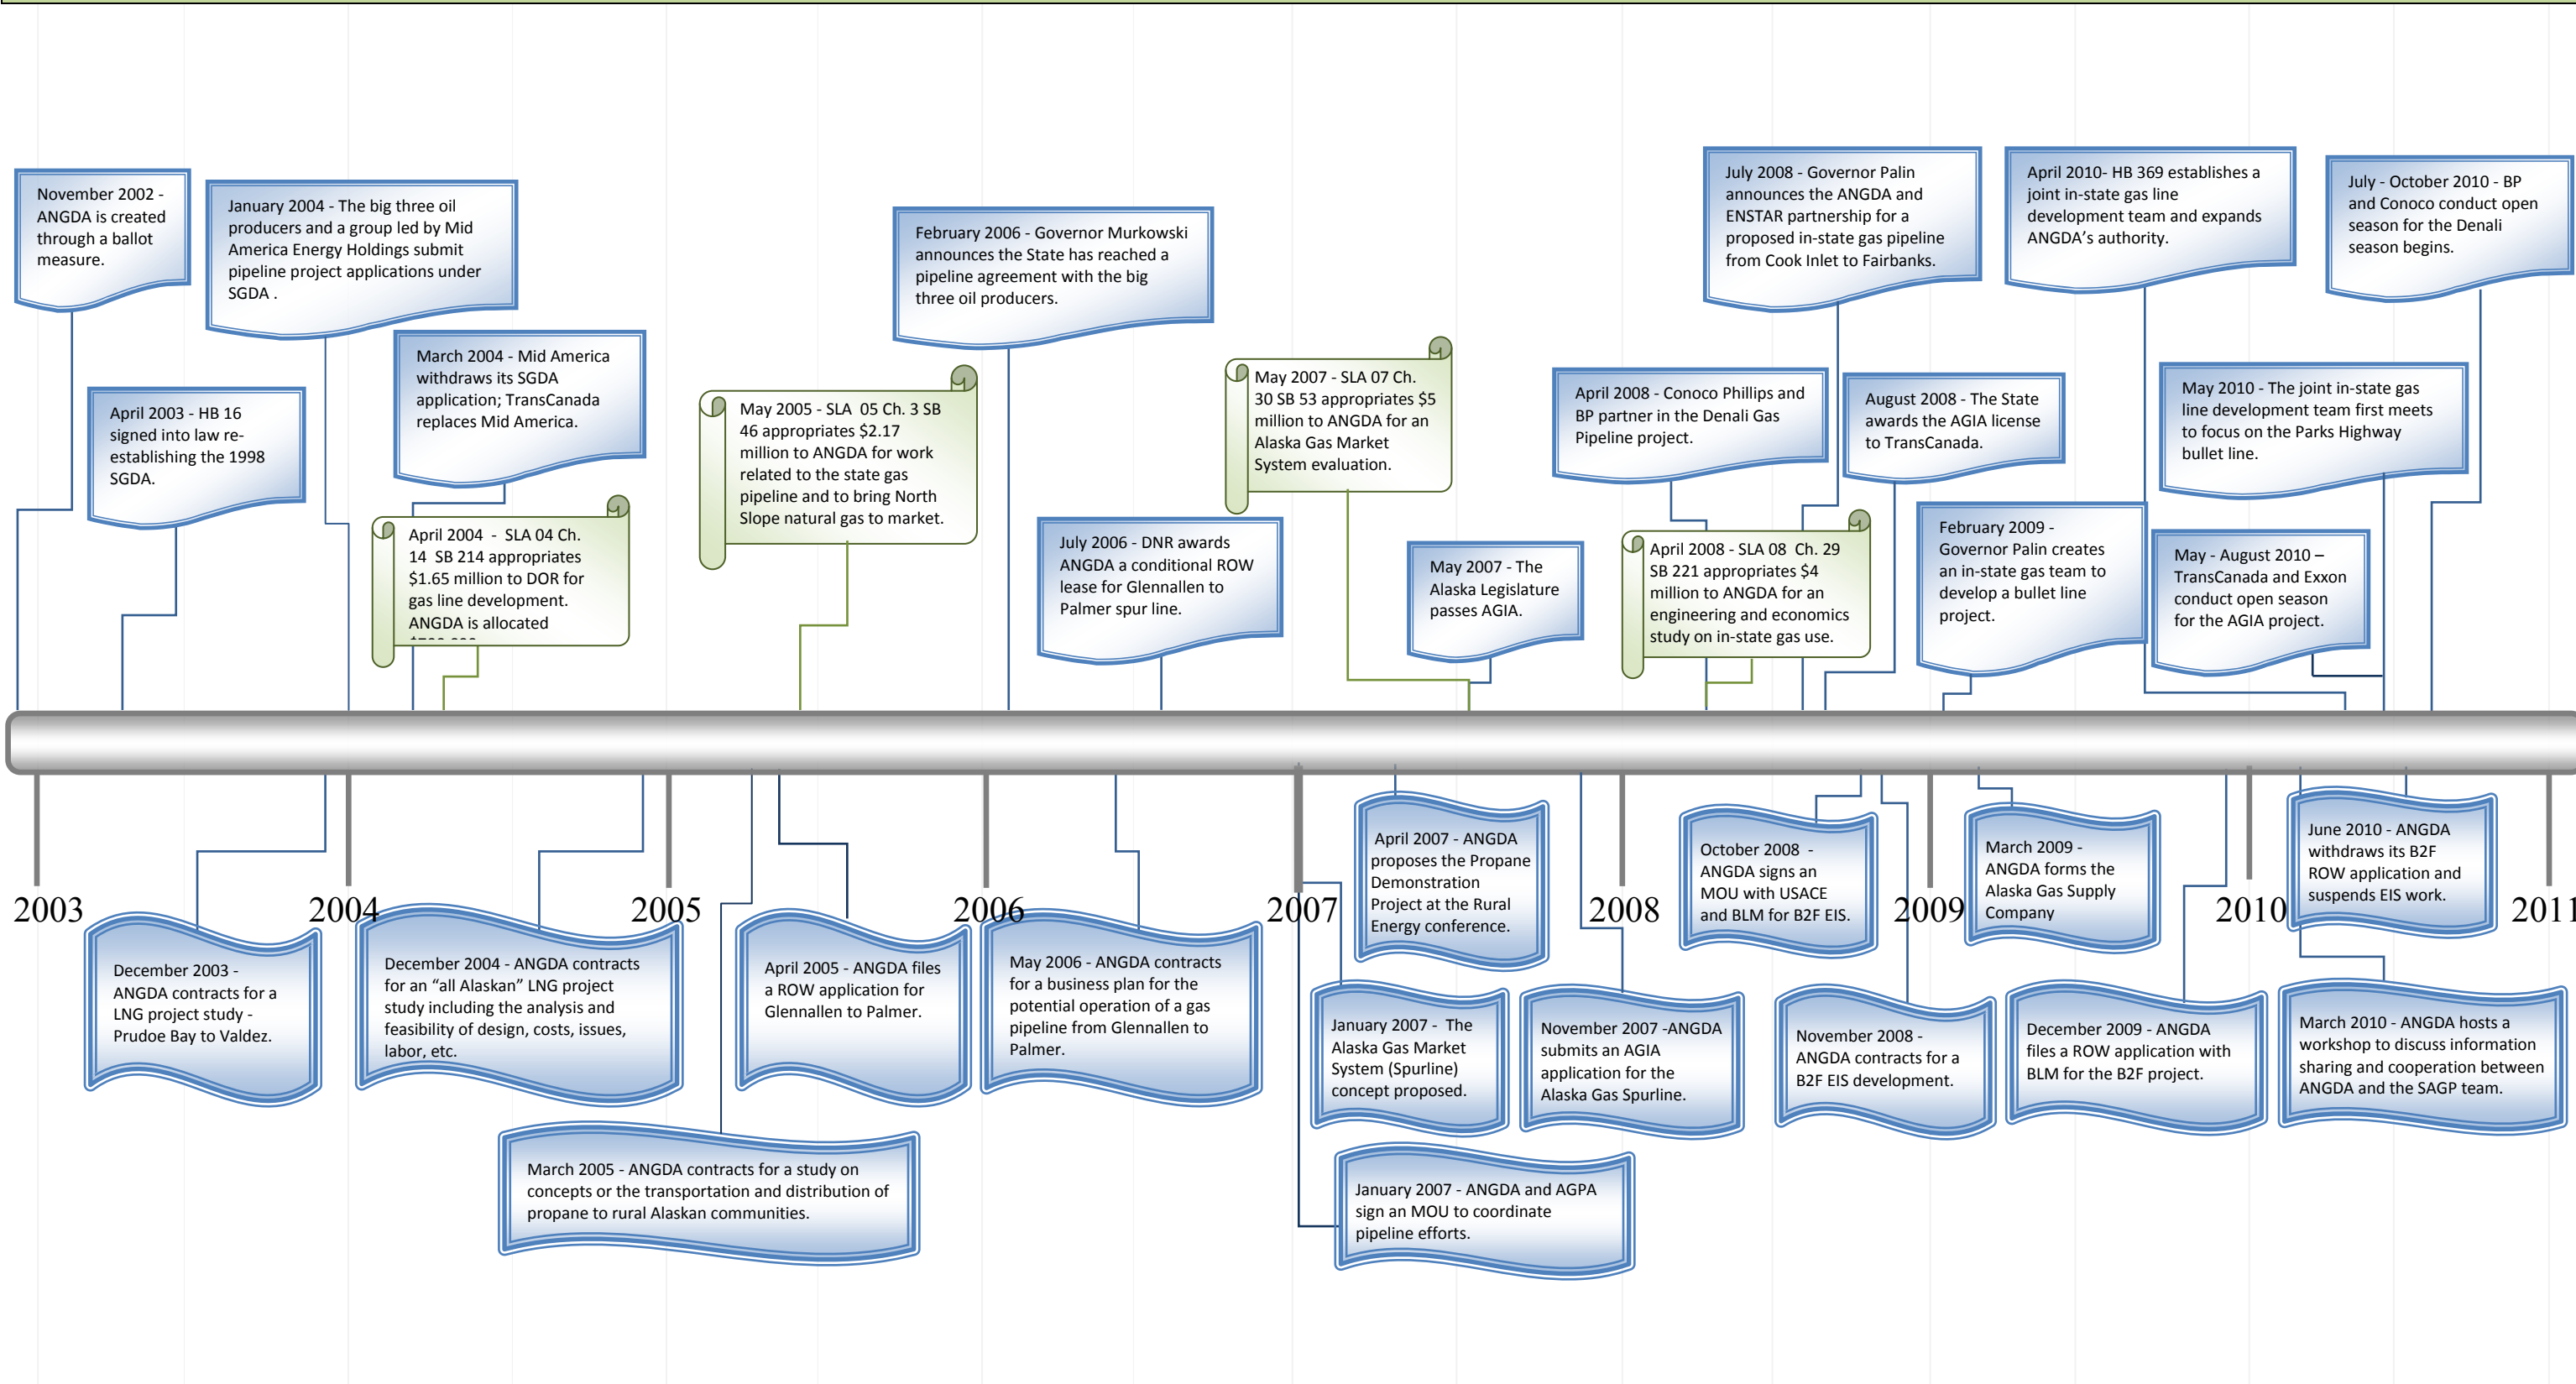 November 2002 -
ANGDA is created
through a ballot
measure.
January 2004 - The big three oil
producers and a group led by Mid
America Energy Holdings submit
pipeline project applications under
SGDA .
April 2003 - HB 16
signed into law re-
establishing the 1998
SGDA.
March 2004 - Mid America
withdraws its SGDA
application; TransCanada
replaces Mid America.
April 2004 - SLA 04 Ch.
14 SB 214 appropriates
$1.65 million to DOR for
gas line development.
ANGDA is allocated
May 2005 - SLA 05 Ch. 3 SB
46 appropriates $2.17
million to ANGDA for work
related to the state gas
pipeline and to bring North
Slope natural gas to market.
February 2006 - Governor Murkowski
announces the State has reached a
pipeline agreement with the big
three oil producers.
July 2006 - DNR awards
ANGDA a conditional ROW
lease for Glennallen to
Palmer spur line.
May 2007 - SLA 07 Ch.
30 SB 53 appropriates $5
million to ANGDA for an
Alaska Gas Market
System evaluation.
May 2007 - The
Alaska Legislature
passes AGIA.
April 2008 - Conoco Phillips and
BP partner in the Denali Gas
Pipeline project.
April 2008 - SLA 08 Ch. 29
SB 221 appropriates $4
million to ANGDA for an
engineering and economics
study on in-state gas use.
July 2008 - Governor Palin
announces the ANGDA and
ENSTAR partnership for a
proposed in-state gas pipeline
from Cook Inlet to Fairbanks.
August 2008 - The State
awards the AGIA license
to TransCanada.
February 2009 -
Governor Palin creates
an in-state gas team to
develop a bullet line
project.
April 2010- HB 369 establishes a
joint in-state gas line
development team and expands
ANGDA’s authority.
May 2010 - The joint in-state gas
line development team first meets
to focus on the Parks Highway
bullet line.
May - August 2010 –
TransCanada and Exxon
conduct open season
for the AGIA project.
July - October 2010 - BP
and Conoco conduct open
season for the Denali
season begins.
2003
2004
2005
2006
2007
2008
2009
2010
2011
December 2003 -
ANGDA contracts for a
LNG project study -
Prudoe Bay to Valdez.
December 2004 - ANGDA contracts
for an “all Alaskan” LNG project
study including the analysis and
feasibility of design, costs, issues,
labor, etc.
March 2005 - ANGDA contracts for a study on
concepts or the transportation and distribution of
propane to rural Alaskan communities.
April 2005 - ANGDA files
a ROW application for
Glennallen to Palmer.
May 2006 - ANGDA contracts
for a business plan for the
potential operation of a gas
pipeline from Glennallen to
Palmer.
April 2007 - ANGDA
proposes the Propane
Demonstration
Project at the Rural
Energy conference.
January 2007 - The
Alaska Gas Market
System (Spurline)
concept proposed.
January 2007 - ANGDA and AGPA
sign an MOU to coordinate
pipeline efforts.
November 2007 -ANGDA
submits an AGIA
application for the
Alaska Gas Spurline.
October 2008 -
ANGDA signs an
MOU with USACE
and BLM for B2F EIS.
November 2008 -
ANGDA contracts for a
B2F EIS development.
March 2009 -
ANGDA forms the
Alaska Gas Supply
Company
December 2009 - ANGDA
files a ROW application with
BLM for the B2F project.
June 2010 - ANGDA
withdraws its B2F
ROW application and
suspends EIS work.
March 2010 - ANGDA hosts a
workshop to discuss information
sharing and cooperation between
ANGDA and the SAGP team.